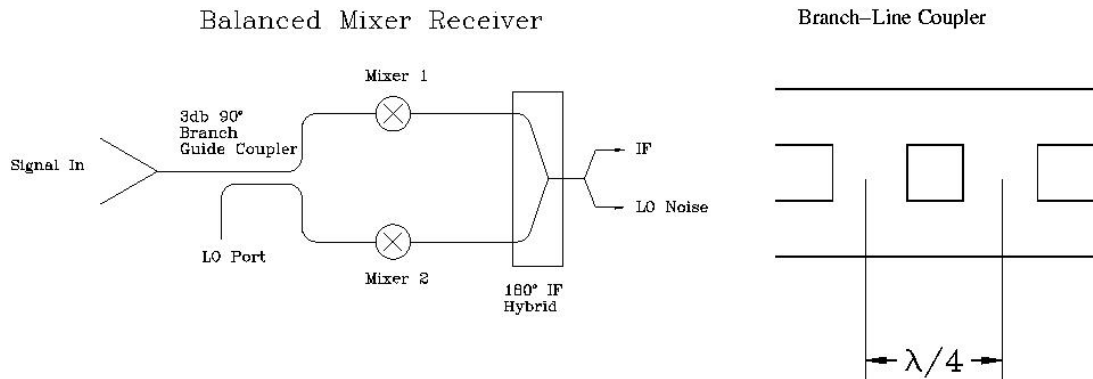 Balanced Mixer Receiver
Branch-Line Coupler
Mixer 1
3db 90°
Branch
Guide Coupler
Signal In
IF
LO Noise
LO Port
Mixer 2
180° IF
Hybrid
λ/4